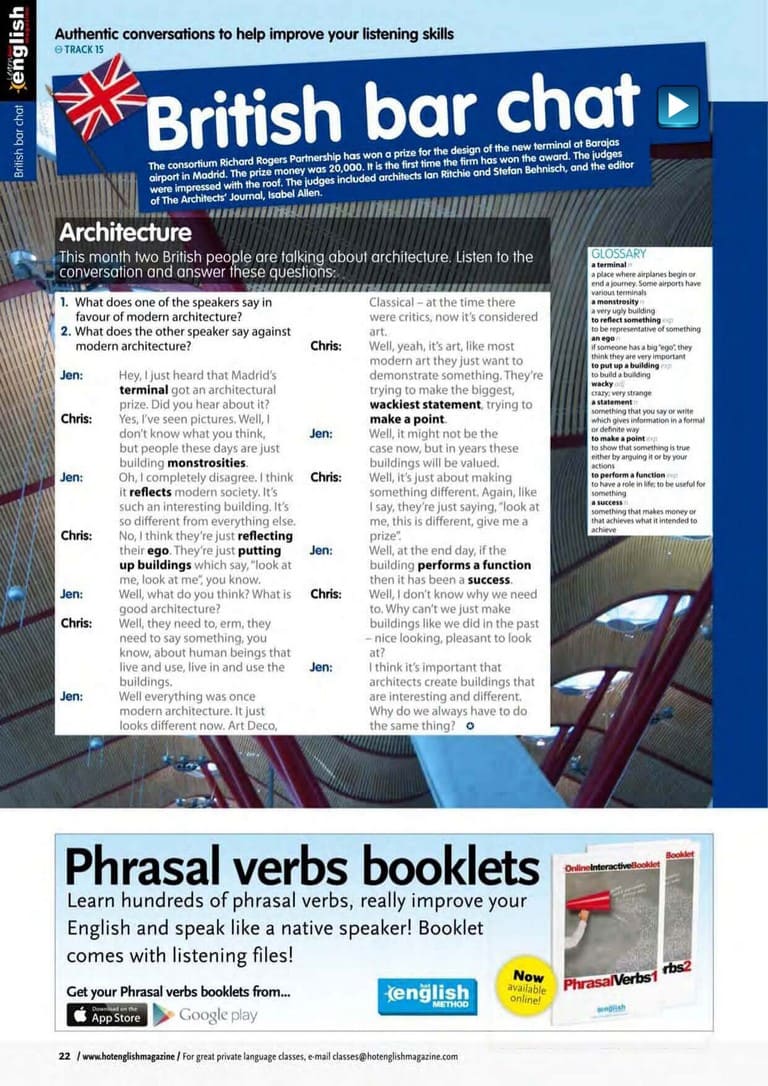 Learn hot
english
magazine
British bar chat
Authentic conversations to help improve your listening skills
TRACK 15
British bar chat
The consortium Richard Rogers Partnership has won a prize for the design of the new terminal at Barajas
airport in Madrid. The prize money was 20,000. It is the first time the firm has won the award. The judges
were impressed with the roof. The judges included architects Ian Ritchie and Stefan Behnisch, and the editor
of The Architects’ Journal, Isabel Allen.
Architecture
This month two British people are talking about architecture. Listen to the
conversation and answer these questions:
1. What does one of the speakers say in
favour of modern architecture?
2. What does the other speaker say against
modern architecture?
Jen: Hey, I just heard that Madrid’s
terminal got an architectural
prize. Did you hear about it?
Chris: Yes, I’ve seen pictures. Well, I
don’t know what you think,
but people these days are just
building monstrosities.
Jen: Oh, I completely disagree. I think
it reflects modern society. It’s
such an interesting building. It’s
so different from everything else.
Chris: No, I think they’re just reflecting
their ego. They’re just putting
up buildings which say, “look at
me, look at me”, you know.
Jen: Well, what do you think? What is
good architecture?
Chris: Well, they need to, erm, they
need to say something, you
know, about human beings that
live and use, live in and use the
buildings.
Jen: Well everything was once
modern architecture. It just
looks different now. Art Deco,
Classical – at the time there
were critics, now it’s considered
art.
Chris: Well, yeah, it’s art, like most
modern art they just want to
demonstrate something. They’re
trying to make the biggest,
wackiest statement, trying to
make a point.
Jen: Well, it might not be the
case now, but in years these
buildings will be valued.
Chris: Well, it’s just about making
something different. Again, like
I say, they’re just saying, “look at
me, this is different, give me a
prize”.
Jen: Well, at the end day, if the
building performs a function
then it has been a success.
Chris: Well, I don’t know why we need
to. Why can’t we just make
buildings like we did in the past
– nice looking, pleasant to look
at?
Jen: I think it’s important that
architects create buildings that
are interesting and different.
Why do we always have to do
the same thing?
GLOSSARY
a terminal n
a place where airplanes begin or
end a journey. Some airports have
various terminals
a monstrosity n
a very ugly building
to reflect something exp
to be representative of something
an ego n
if someone has a big “ego”, they
think they are very important
to put up a building exp
to build a building
wacky adj
crazy; very strange
a statement n
something that you say or write
which gives information in a formal
or definite way
to make a point exp
to show that something is true
either by arguing it or by your
actions
to perform a function exp
to have a role in life; to be useful for
something
a success n
something that makes money or
that achieves what it intended to
achieve
Phrasal verbs booklets
Learn hundreds of phrasal verbs, really improve your
English and speak like a native speaker! Booklet
comes with listening files!
Get your Phrasal verbs booklets from...
Download on the
App Store
Google play
english
METHOD
Now
available
online!
OnlineInteractiveBooklet
PhrasalVerbs1
english
Booklet
rbs2
22 / www.hotenglishmagazine / For great private language classes, e-mail classes@hotenglishmagazine.com